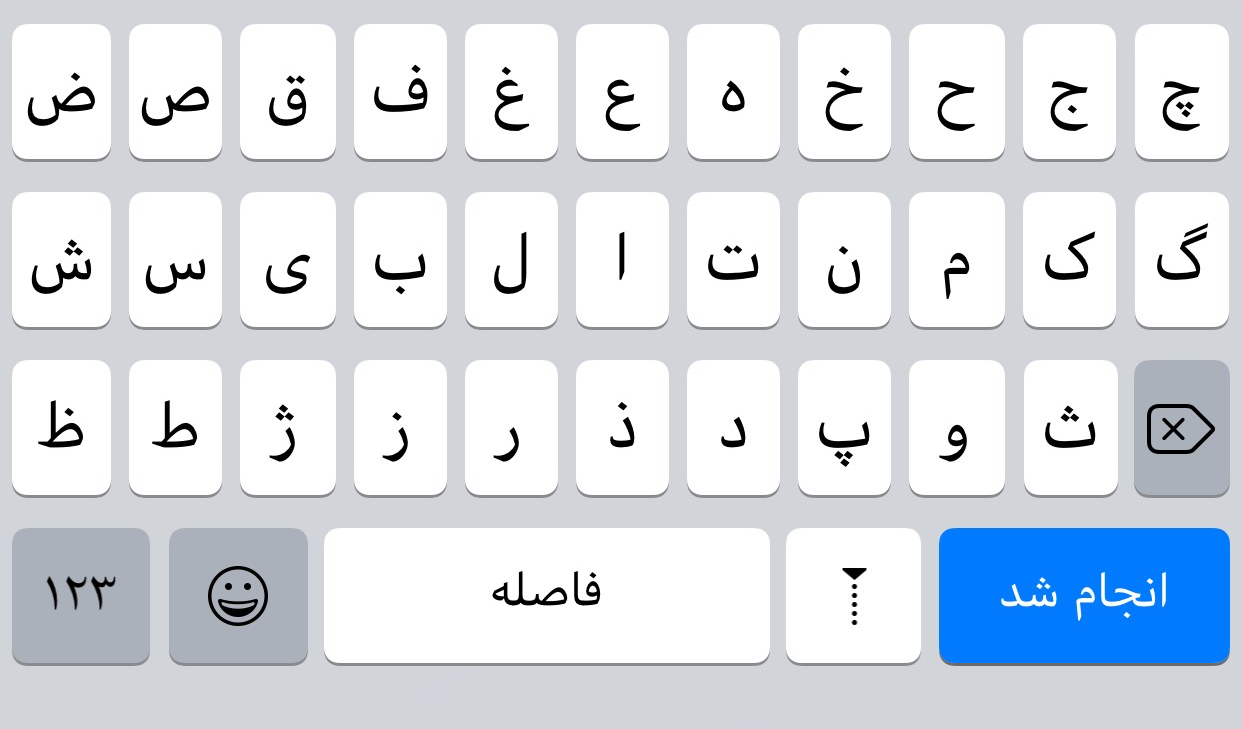 ض ص ق ف غ ع ه خ ح ج چ
ش س ی ب ل ا ت ن م ک گ
ظ ط ژ ز ر ذ د پ و ث
۱۲۳ فاصله انجام شد